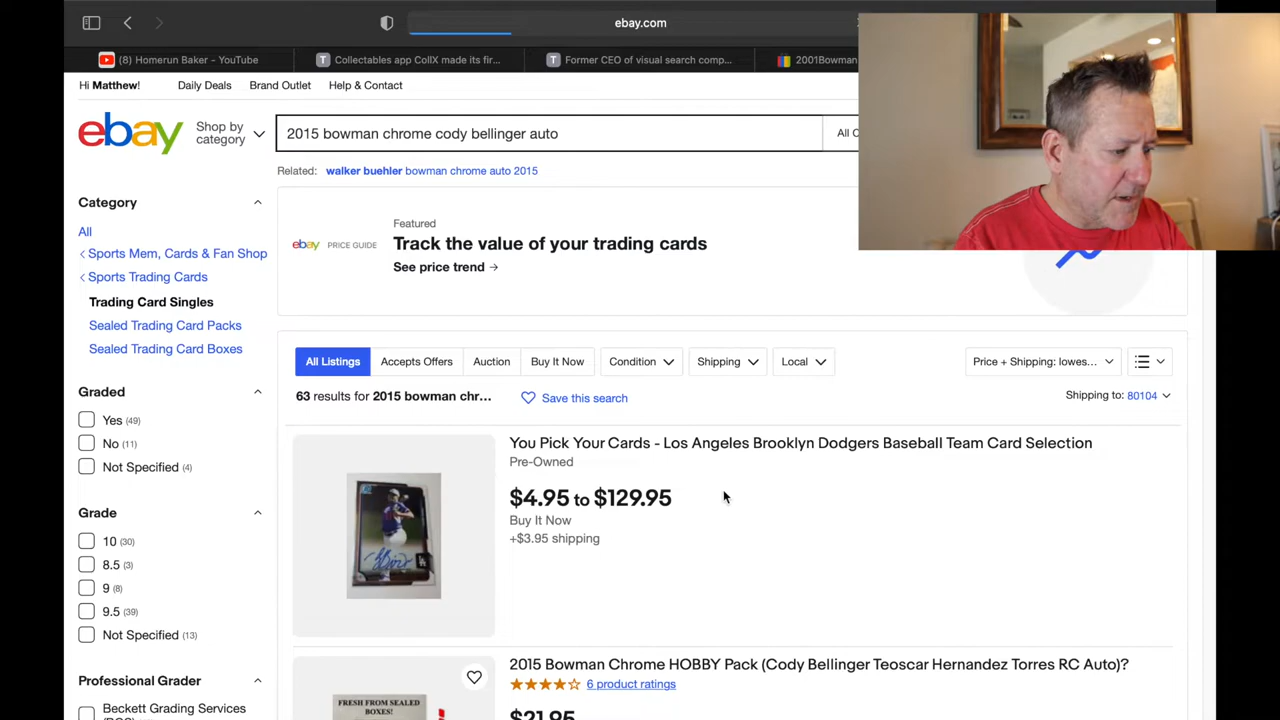 ebay.com
(8) Homerun Baker - YouTube
Collectables app CollX made its fir...
Former CEO of visual search comp...
2001Bowman
Hi Matthew!
Daily Deals
Brand Outlet
Help & Contact
ebay
Shop by
category
2015 bowman chrome cody bellinger auto
All C
Related: walker buehler bowman chrome auto 2015
Category
All
Sports Mem, Cards & Fan Shop
Sports Trading Cards
Trading Card Singles
Sealed Trading Card Packs
Sealed Trading Card Boxes
Graded
Yes (49)
No (11)
Not Specified (4)
Grade
10 (30)
8.5 (3)
9 (8)
9.5 (39)
Not Specified (13)
Professional Grader
Beckett Grading Services
Featured
ebay PRICE GUIDE
Track the value of your trading cards
See price trend →
All Listings
Accepts Offers
Auction
Buy It Now
Condition
Shipping
Local
Price + Shipping: lowes...
63 results for 2015 bowman chr...
Save this search
Shipping to: 80104
You Pick Your Cards - Los Angeles Brooklyn Dodgers Baseball Team Card Selection
Pre-Owned
$4.95 to $129.95
Buy It Now
+$3.95 shipping
2015 Bowman Chrome HOBBY Pack (Cody Bellinger Teoscar Hernandez Torres RC Auto)?
6 product ratings
FRESH FROM SEALED
BOXES!
$21.95